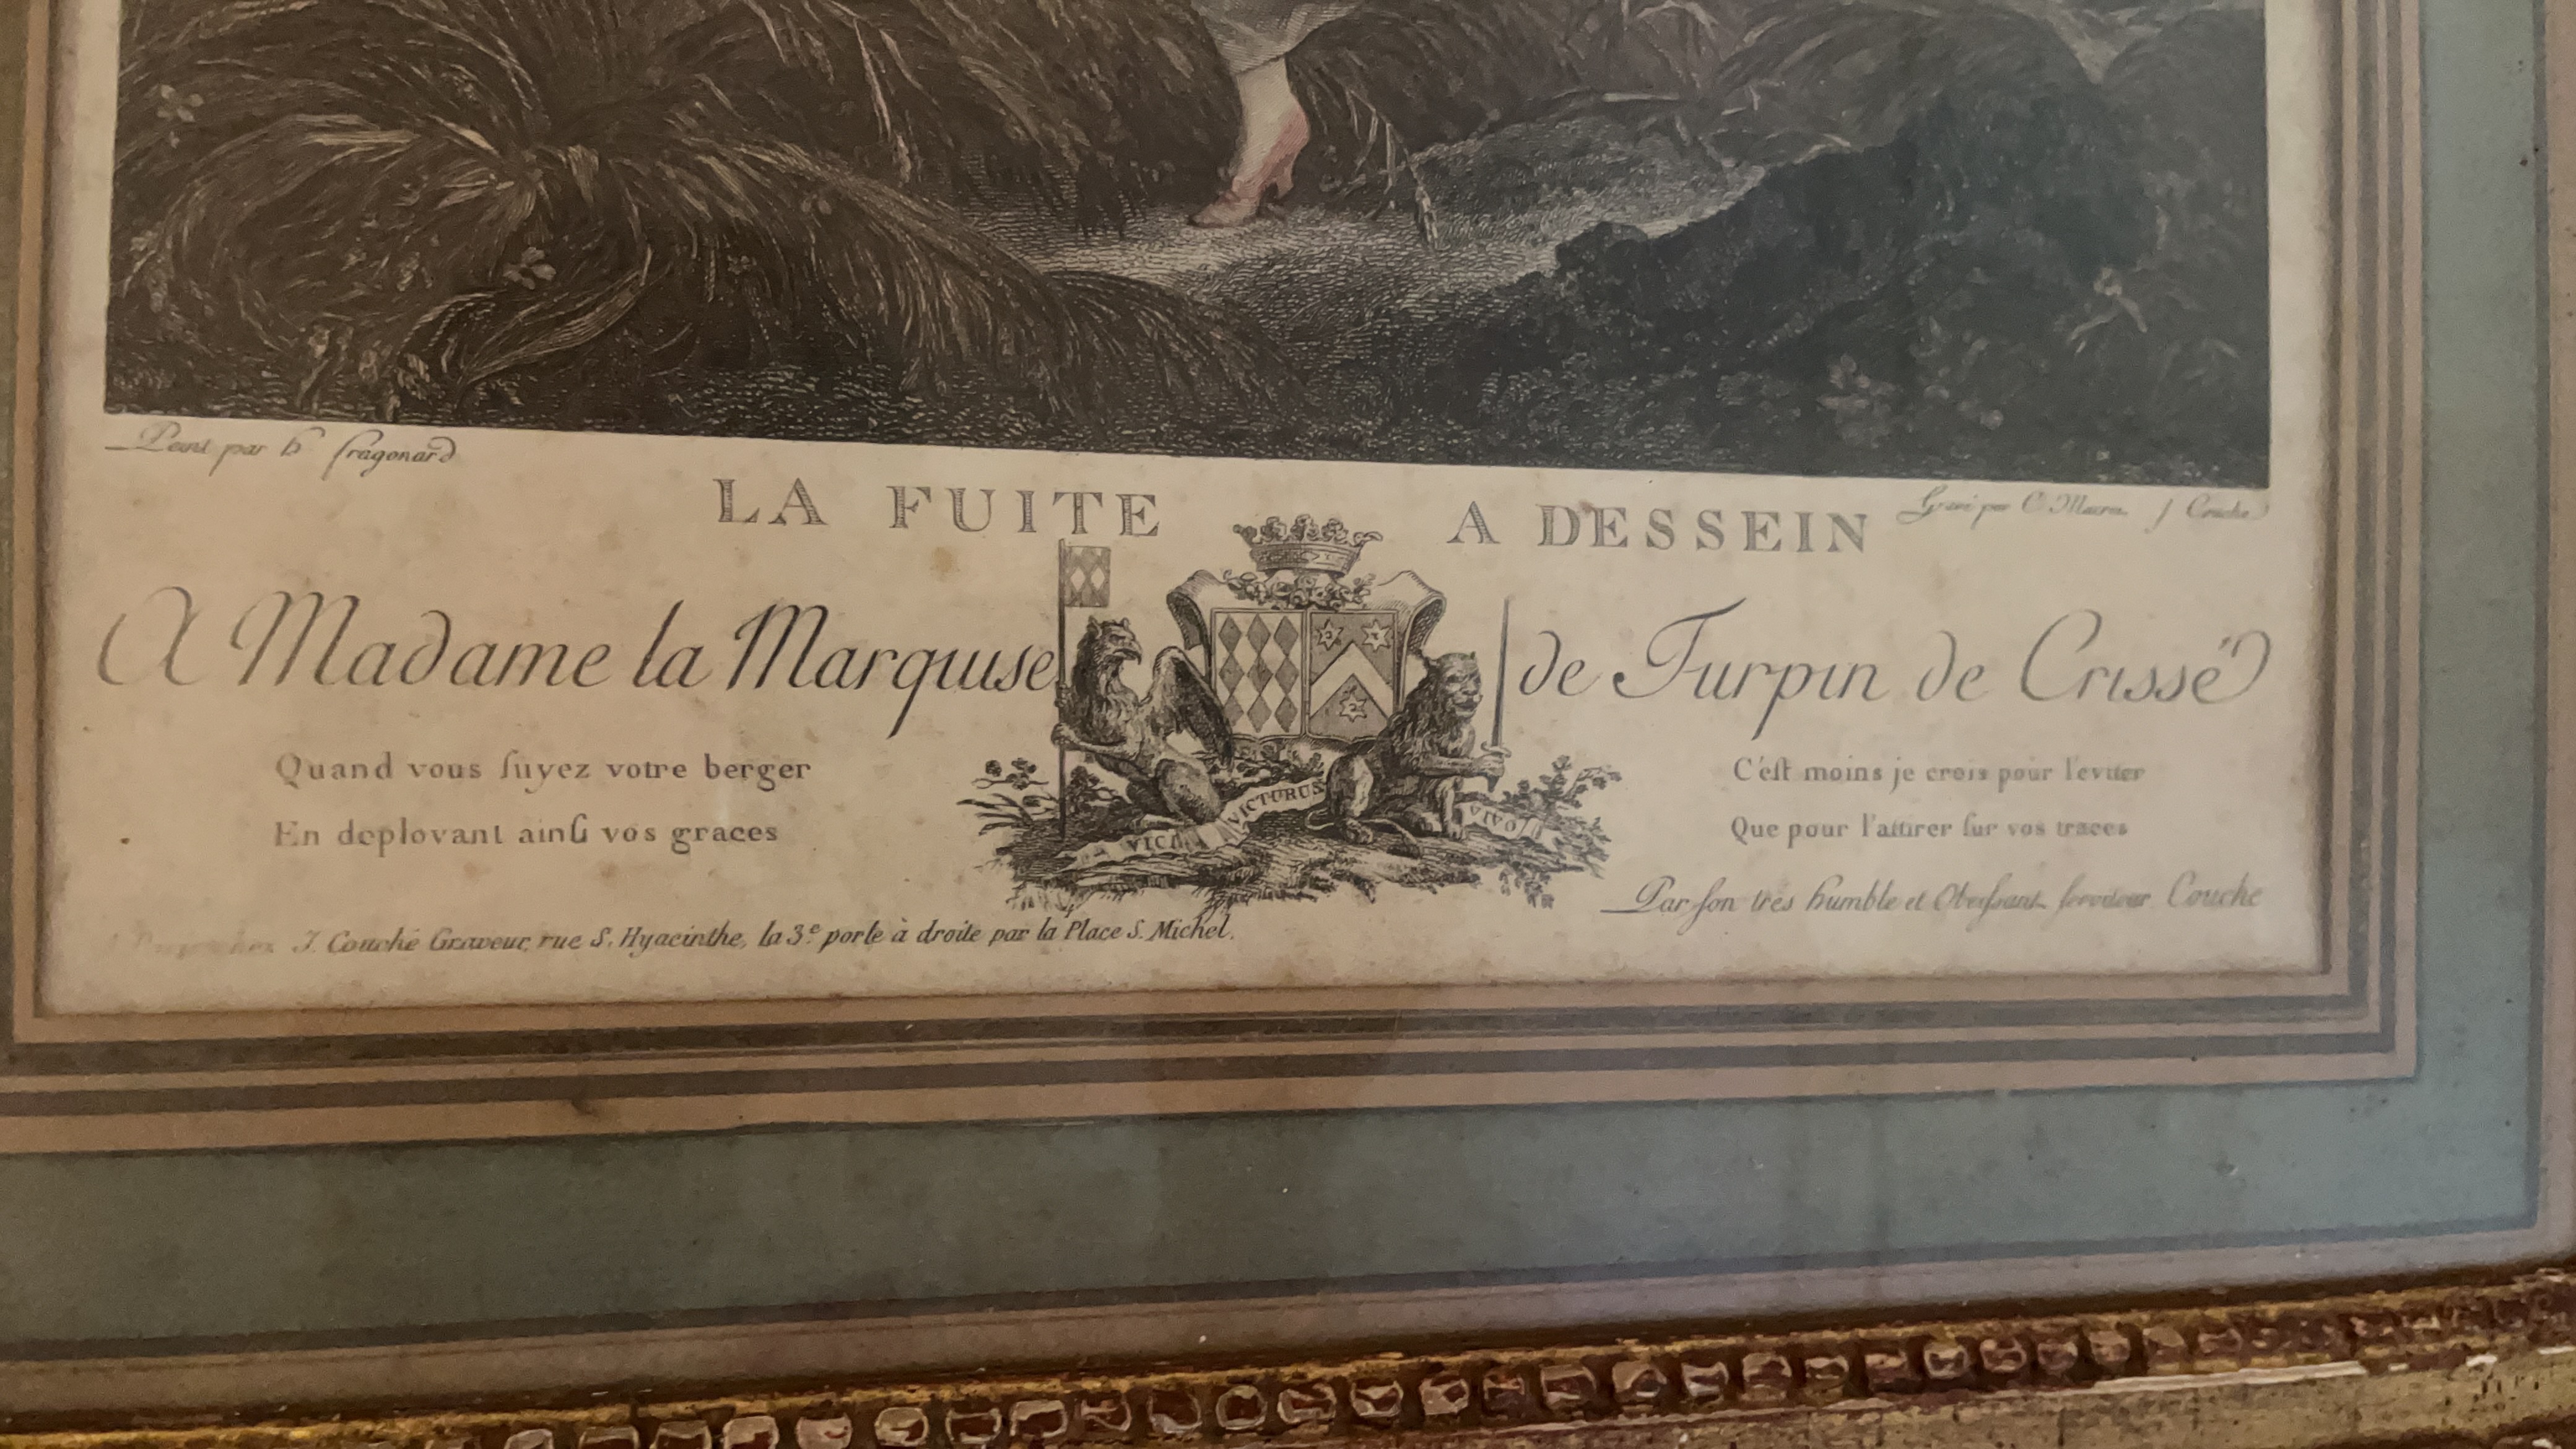 Peint par h. fragonard
Gravé par C. Macret J Couché
LA FUITE A DESSEIN
A Madame la Marquise de Turpin de Crissé
Quand vous fuyez votre berger
En deployant ainſi vos graces
C'eſt moins je crois pour l'eviter
Que pour l'attirer ſur vos traces
VICI VICTURUS VIVO
Par ſon très humble et Obeiſsant ſerviteur Couché
J. Couché Graveur, rue S. Hyacinthe, la 3.e porte à droite par la Place S. Michel.